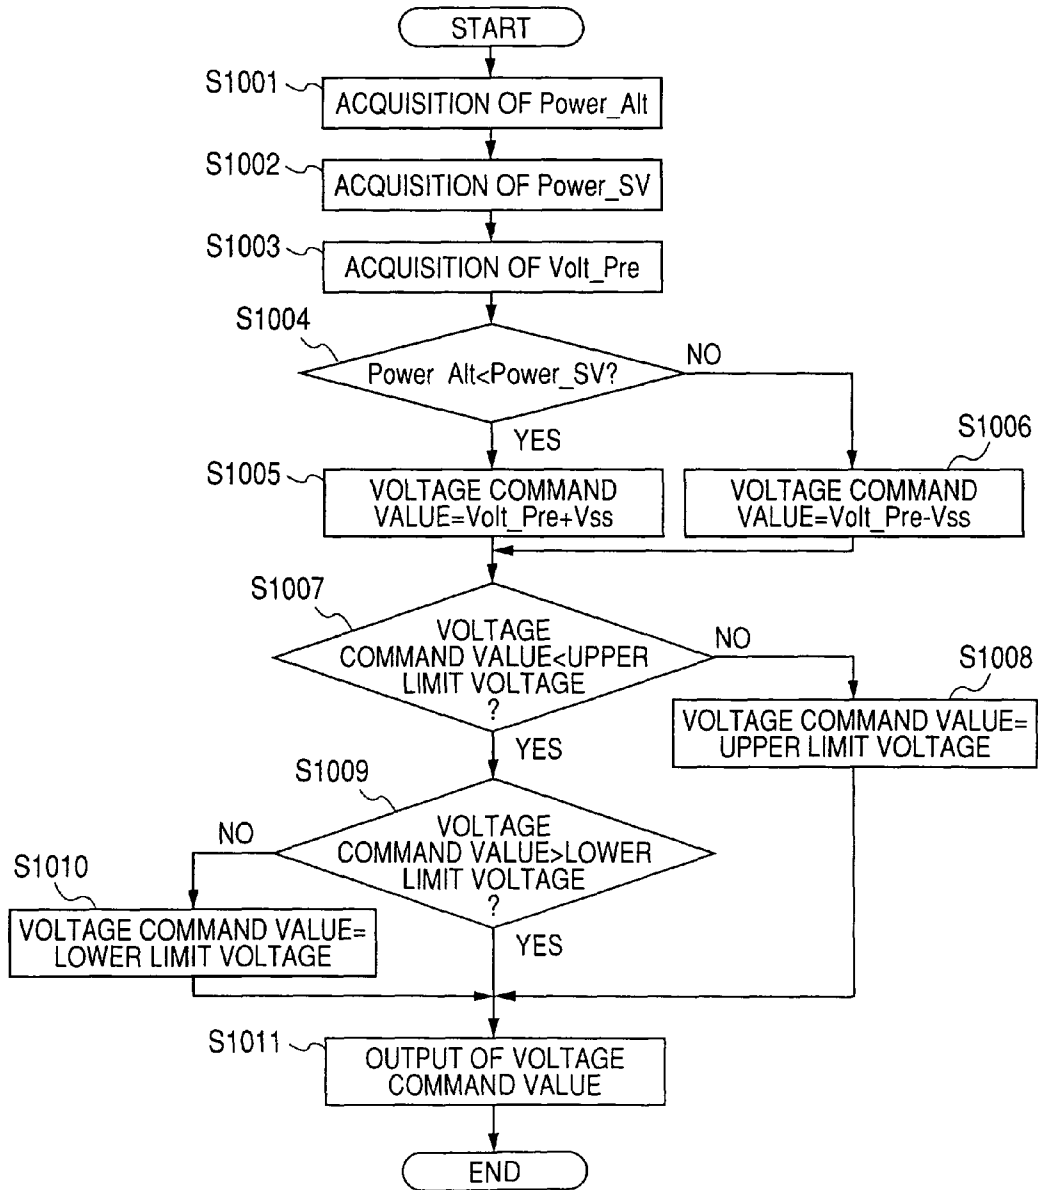 START
S1001
ACQUISITION OF Power_Alt
S1002
ACQUISITION OF Power_SV
S1003
ACQUISITION OF Volt_Pre
S1004
Power Alt<Power_SV?
NO
YES
S1005
VOLTAGE COMMAND
VALUE=Volt_Pre+Vss
S1006
VOLTAGE COMMAND
VALUE=Volt_Pre-Vss
S1007
VOLTAGE
COMMAND VALUE<UPPER
LIMIT VOLTAGE
?
NO
YES
S1008
VOLTAGE COMMAND VALUE=
UPPER LIMIT VOLTAGE
S1009
VOLTAGE
COMMAND VALUE>LOWER
LIMIT VOLTAGE
?
NO
YES
S1010
VOLTAGE COMMAND VALUE=
LOWER LIMIT VOLTAGE
S1011
OUTPUT OF VOLTAGE
COMMAND VALUE
END